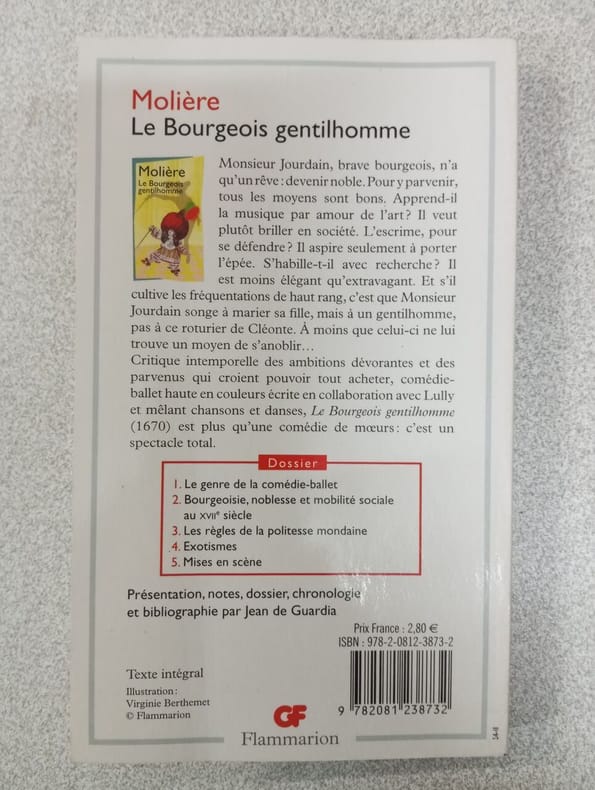 Molière
Le Bourgeois gentilhomme
Molière
Le Bourgeois
gentilhomme
Monsieur Jourdain, brave bourgeois, n'a
qu'un rêve : devenir noble. Pour y parvenir,
tous les moyens sont bons. Apprend-il
la musique par amour de l'art ? Il veut
plutôt briller en société. L'escrime, pour
se défendre ? Il aspire seulement à porter
l'épée. S'habille-t-il avec recherche ? Il
est moins élégant qu'extravagant. Et s'il
cultive les fréquentations de haut rang, c'est que Monsieur
Jourdain songe à marier sa fille, mais à un gentilhomme,
pas à ce roturier de Cléonte. À moins que celui-ci ne lui
trouve un moyen de s'anoblir…
Critique intemporelle des ambitions dévorantes et des
parvenus qui croient pouvoir tout acheter, comédie-
ballet haute en couleurs écrite en collaboration avec Lully
et mêlant chansons et danses, Le Bourgeois gentilhomme
(1670) est plus qu'une comédie de mœurs : c'est un
spectacle total.
Dossier
1. Le genre de la comédie-ballet
2. Bourgeoisie, noblesse et mobilité sociale
au XVIIe siècle
3. Les règles de la politesse mondaine
4. Exotismes
5. Mises en scène
Présentation, notes, dossier, chronologie
et bibliographie par Jean de Guardia
Prix France : 2,80 €
ISBN : 978-2-0812-3873-2
9 782081 238732
Texte intégral
Illustration :
Virginie Berthemet
© Flammarion
GF
Flammarion